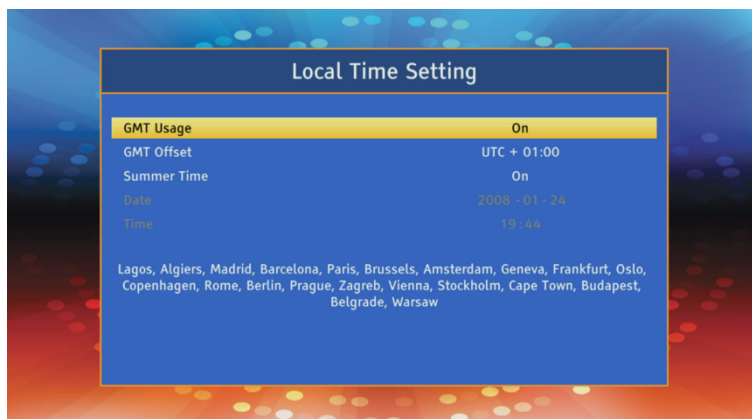 Local Time Setting
GMT Usage On
GMT Offset UTC + 01:00
Summer Time On
Date 2008 - 01 - 24
Time 19 : 44
Lagos, Algiers, Madrid, Barcelona, Paris, Brussels, Amsterdam, Geneva, Frankfurt, Oslo,
Copenhagen, Rome, Berlin, Prague, Zagreb, Vienna, Stockholm, Cape Town, Budapest,
Belgrade, Warsaw